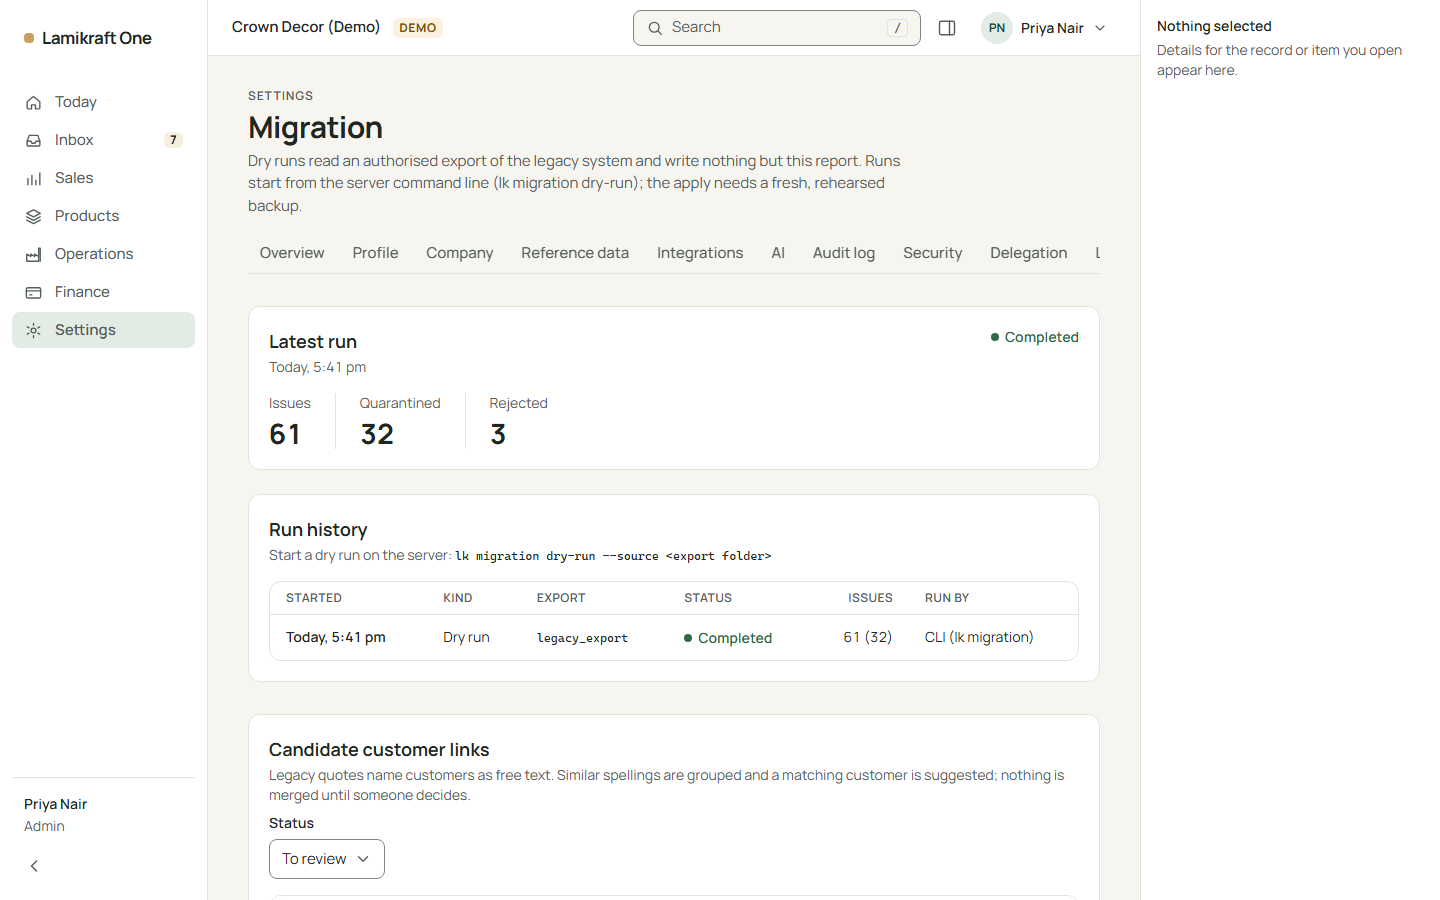 Lamikraft One
Today
Inbox 7
Sales
Products
Operations
Finance
Settings
Priya Nair
Admin
Crown Decor (Demo) DEMO
Search /
PN Priya Nair
SETTINGS
Migration
Dry runs read an authorised export of the legacy system and write nothing but this report. Runs
start from the server command line (lk migration dry-run); the apply needs a fresh, rehearsed
backup.
Overview Profile Company Reference data Integrations AI Audit log Security Delegation L
Latest run
Completed
Today, 5:41 pm
Issues Quarantined Rejected
61 32 3
Run history
Start a dry run on the server: lk migration dry-run --source <export folder>
STARTED KIND EXPORT STATUS ISSUES RUN BY
Today, 5:41 pm Dry run legacy_export Completed 61 (32) CLI (lk migration)
Candidate customer links
Legacy quotes name customers as free text. Similar spellings are grouped and a matching customer is suggested; nothing is
merged until someone decides.
Status
To review
Nothing selected
Details for the record or item you open
appear here.